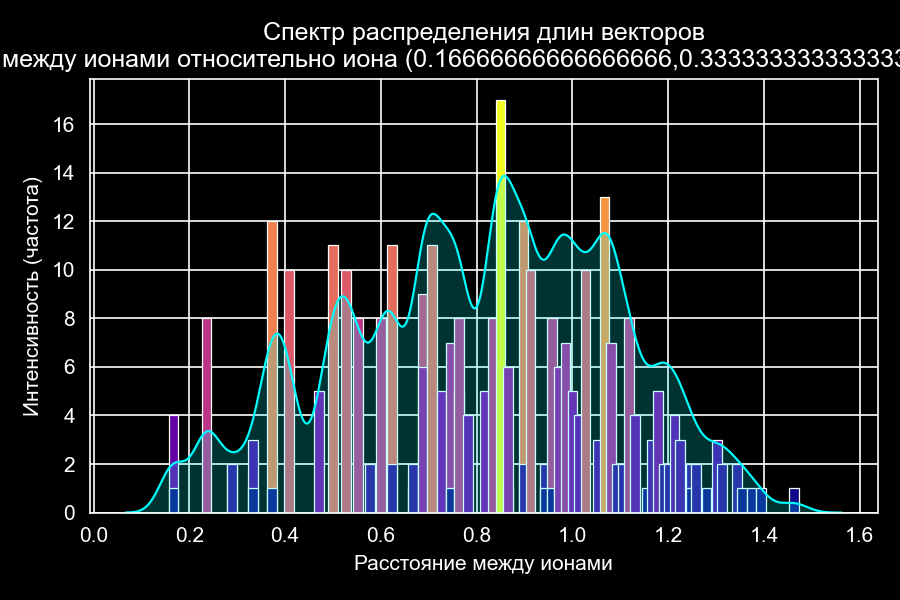 Спектр распределения длин векторов
между ионами относительно иона (0.16666666666666666,0.3333333333333333
Интенсивность (частота)
16
14
12
10
8
6
4
2
0
0.0 0.2 0.4 0.6 0.8 1.0 1.2 1.4 1.6
Расстояние между ионами